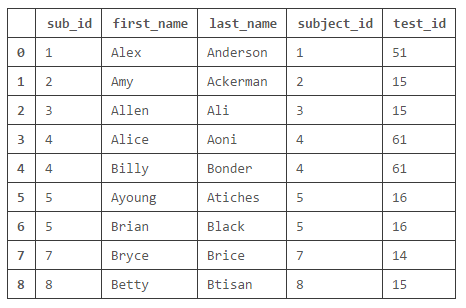 sub_id first_name last_name subject_id test_id
0 1 Alex Anderson 1 51
1 2 Amy Ackerman 2 15
2 3 Allen Ali 3 15
3 4 Alice Aoni 4 61
4 4 Billy Bonder 4 61
5 5 Ayoung Atiches 5 16
6 5 Brian Black 5 16
7 7 Bryce Brice 7 14
8 8 Betty Btisan 8 15